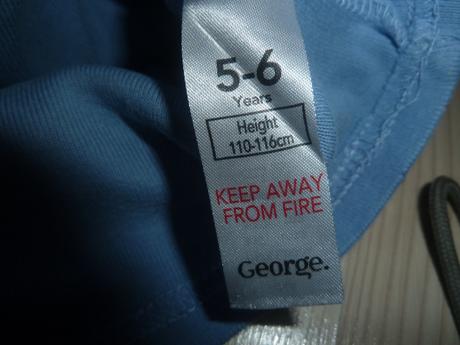 5-6
Years
Height
110-116cm
KEEP AWAY
FROM FIRE
George.